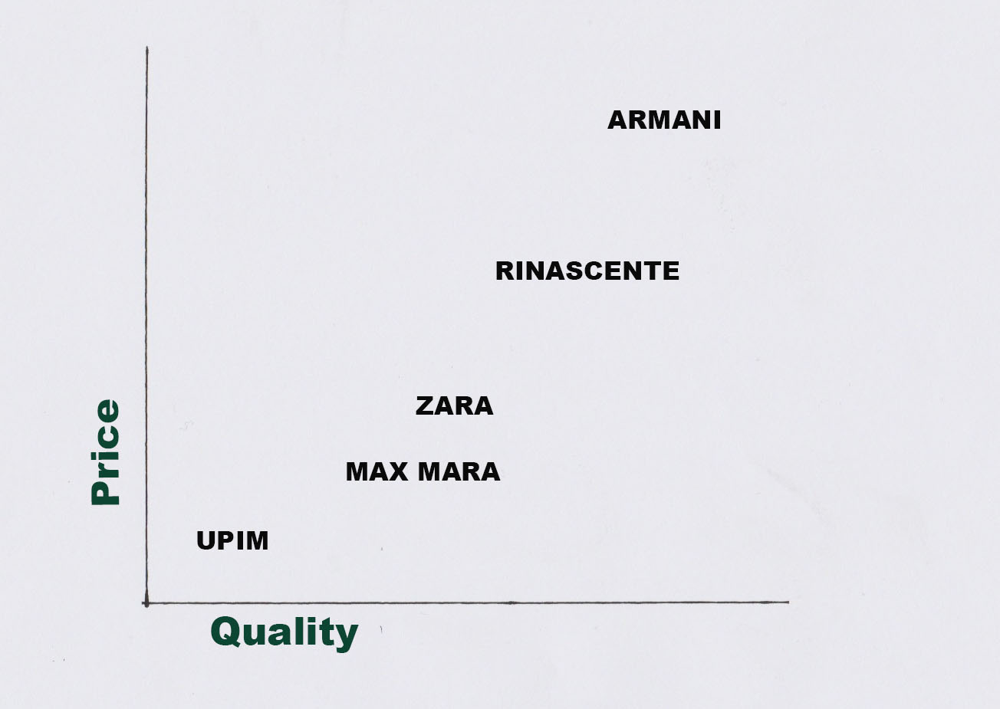 ARMANI
RINASCENTE
ZARA
MAX MARA
UPIM
Price
Quality